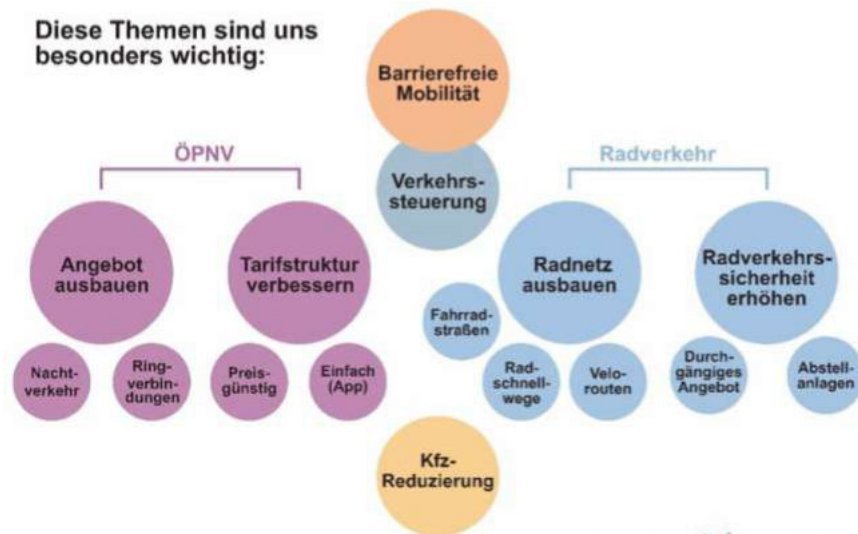 Diese Themen sind uns
besonders wichtig:
Barrierefreie
Mobilität
Verkehrs-
steuerung
ÖPNV
Angebot
ausbauen
Tarifstruktur
verbessern
Nacht-
verkehr
Ring-
verbin-
dungen
Preis-
günstig
Einfach
(App)
Radverkehr
Radnetz
ausbauen
Radverkehrs-
sicherheit
erhöhen
Fahrrad-
straßen
Rad-
schnell-
wege
Velo-
routen
Durch-
gängiges
Angebot
Abstell-
anlagen
Kfz-
Reduzierung